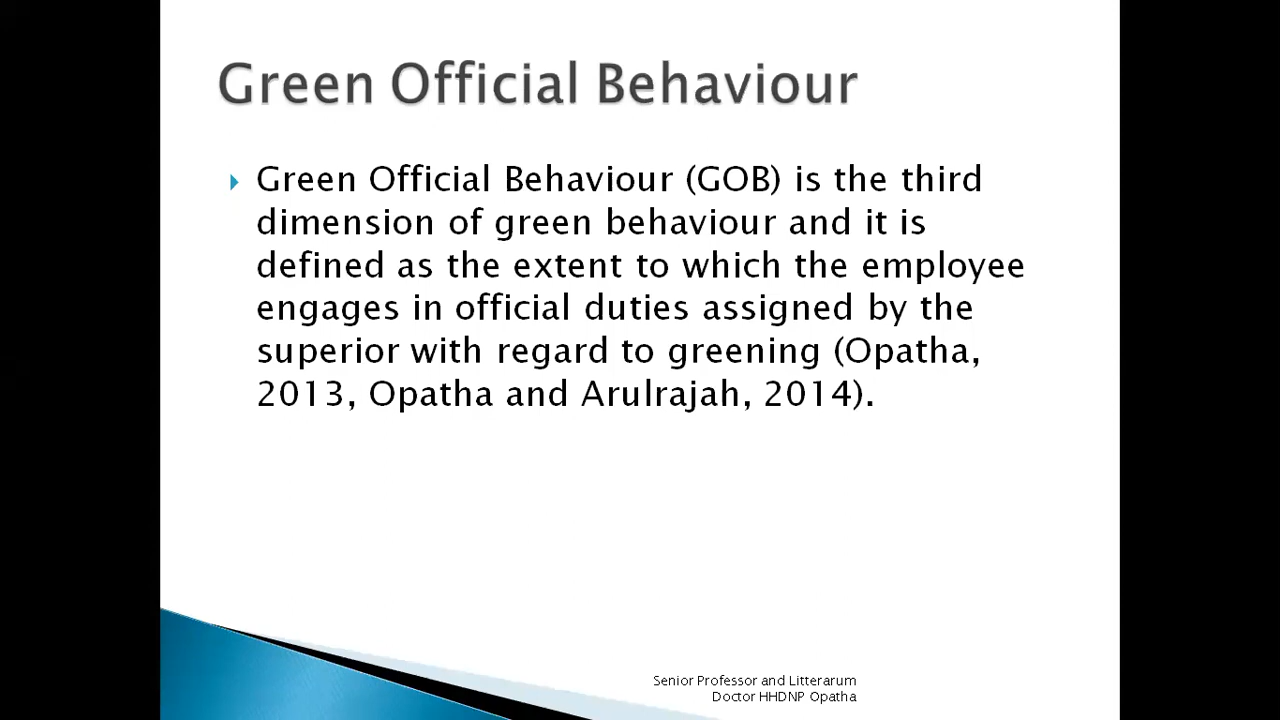 Green Official Behaviour
Green Official Behaviour (GOB) is the third
dimension of green behaviour and it is
defined as the extent to which the employee
engages in official duties assigned by the
superior with regard to greening (Opatha,
2013, Opatha and Arulrajah, 2014).
Senior Professor and Litterarum
Doctor HHDNP Opatha